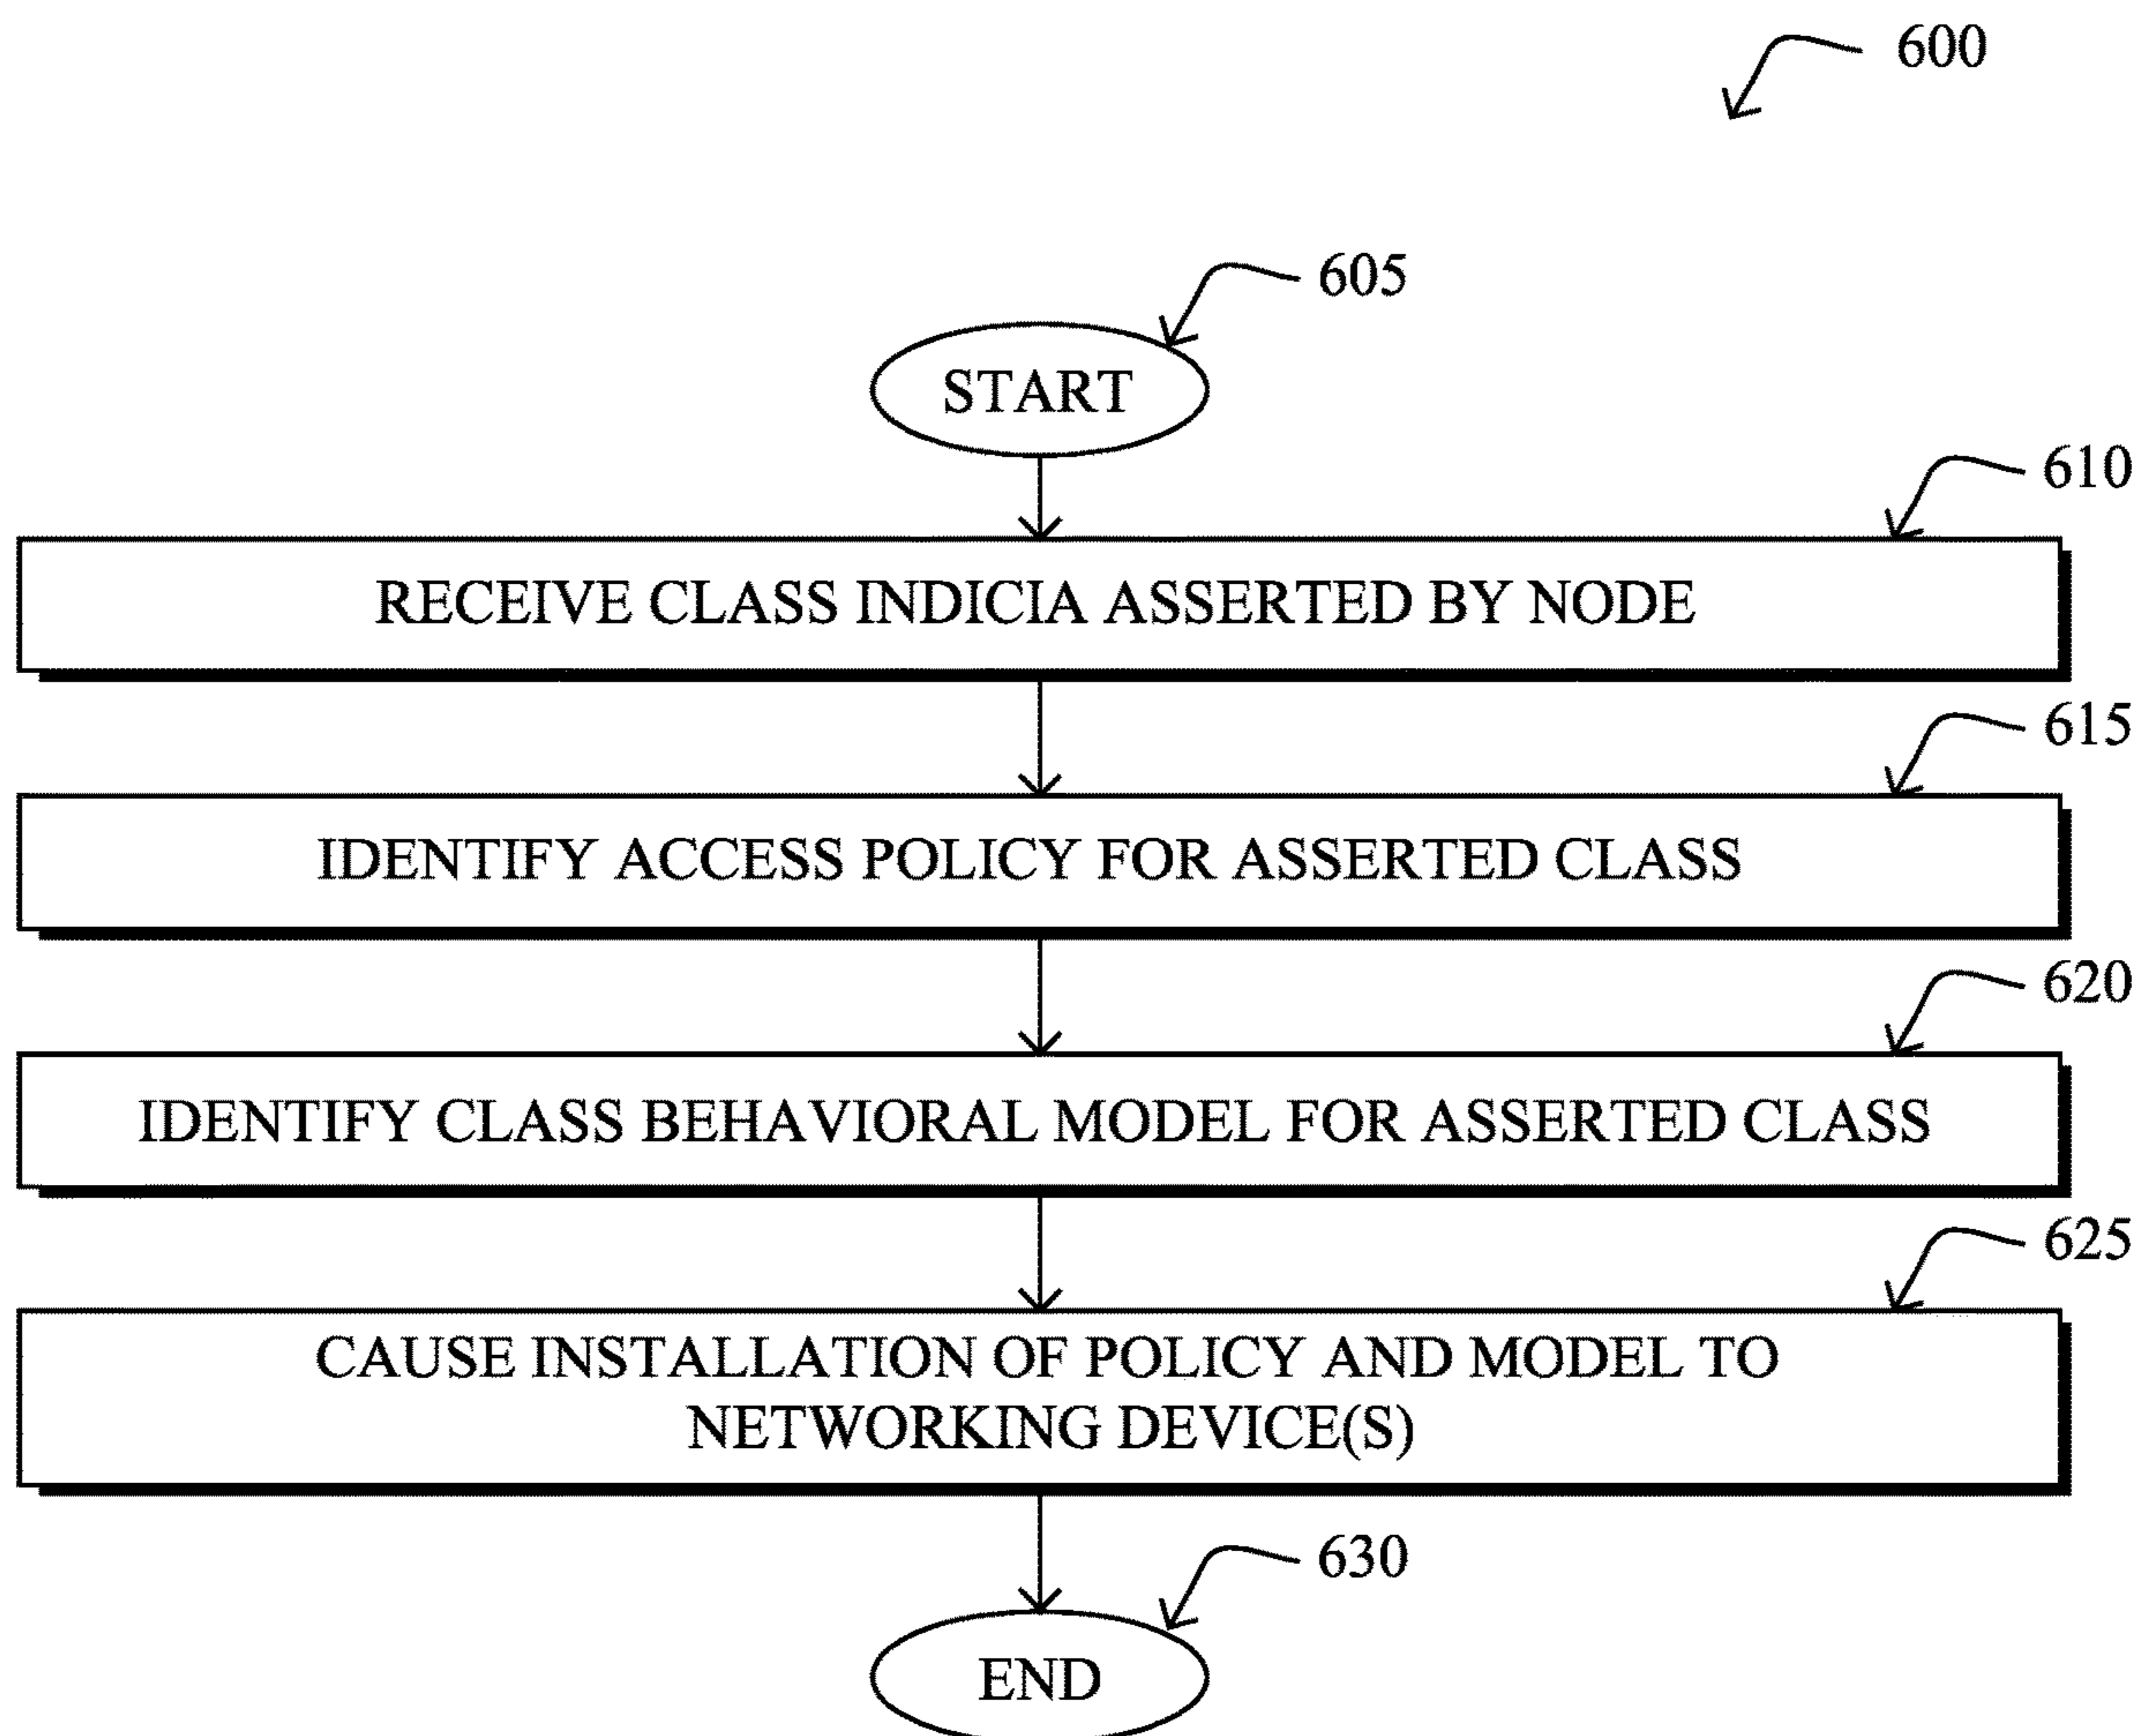 600
605
START
610
RECEIVE CLASS INDICIA ASSERTED BY NODE
615
IDENTIFY ACCESS POLICY FOR ASSERTED CLASS
620
IDENTIFY CLASS BEHAVIORAL MODEL FOR ASSERTED CLASS
625
CAUSE INSTALLATION OF POLICY AND MODEL TO
NETWORKING DEVICE(S)
630
END